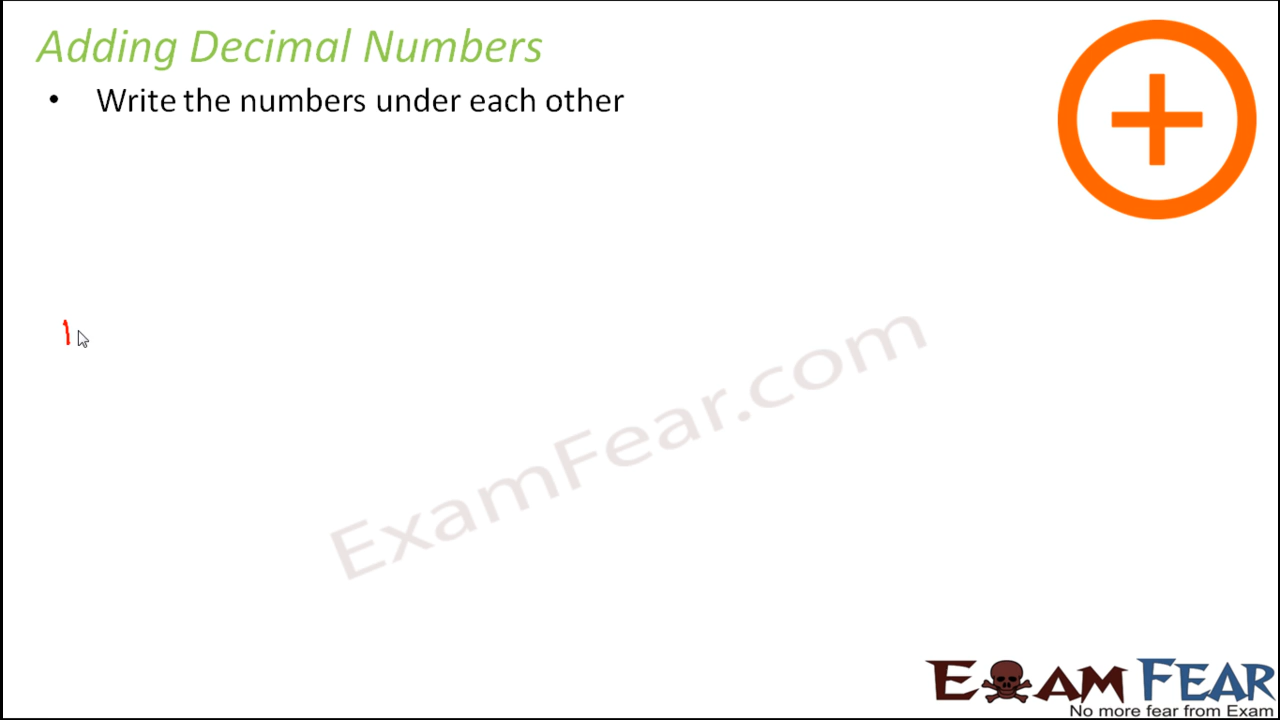 Adding Decimal Numbers
• Write the numbers under each other
1
ExamFear.com
EXAM FEAR
No more fear from Exam